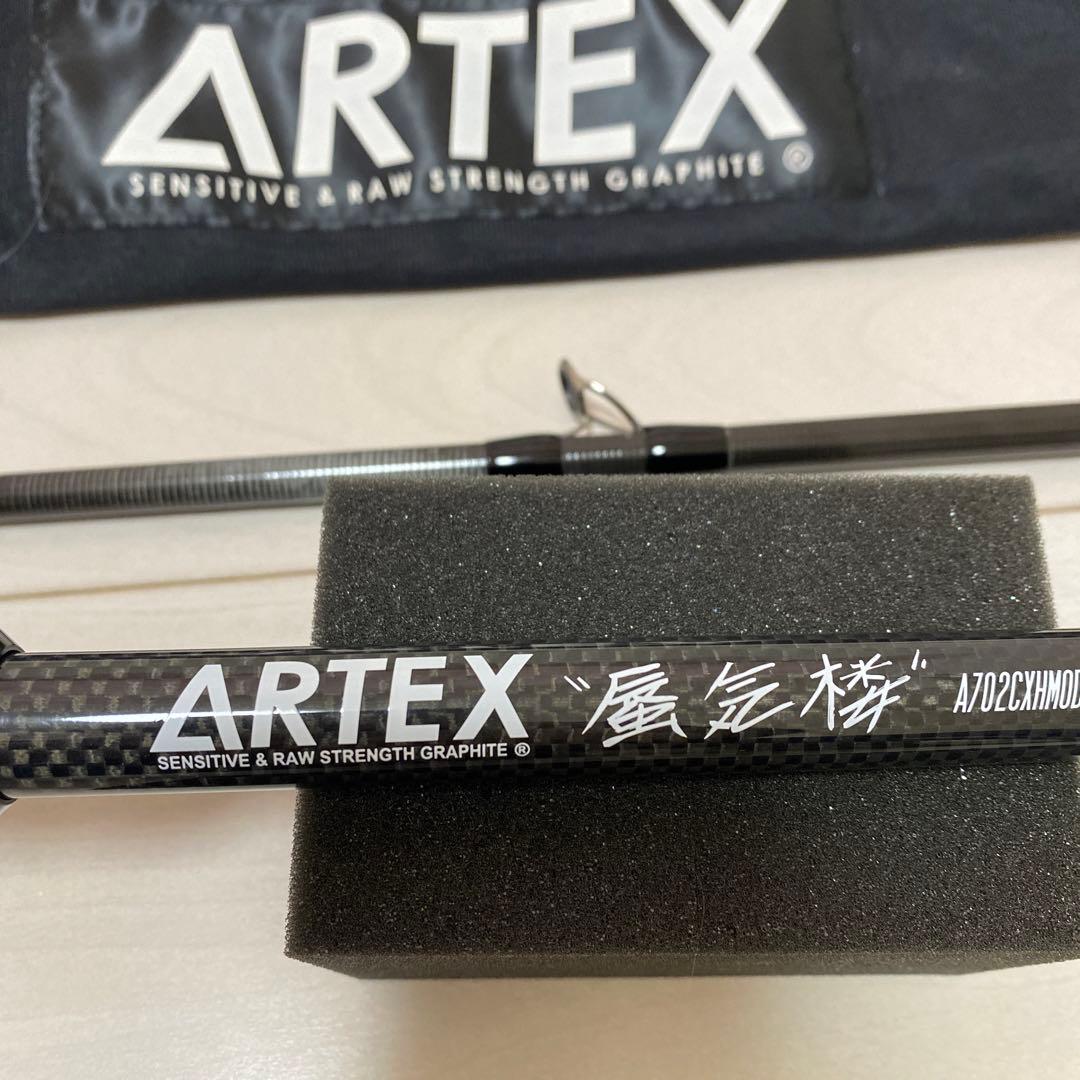 ARTEX
SENSITIVE & RAW STRENGTH GRAPHITE ®
ARTEX "蜃気楼" A702CXHMOD
SENSITIVE & RAW STRENGTH GRAPHITE ®